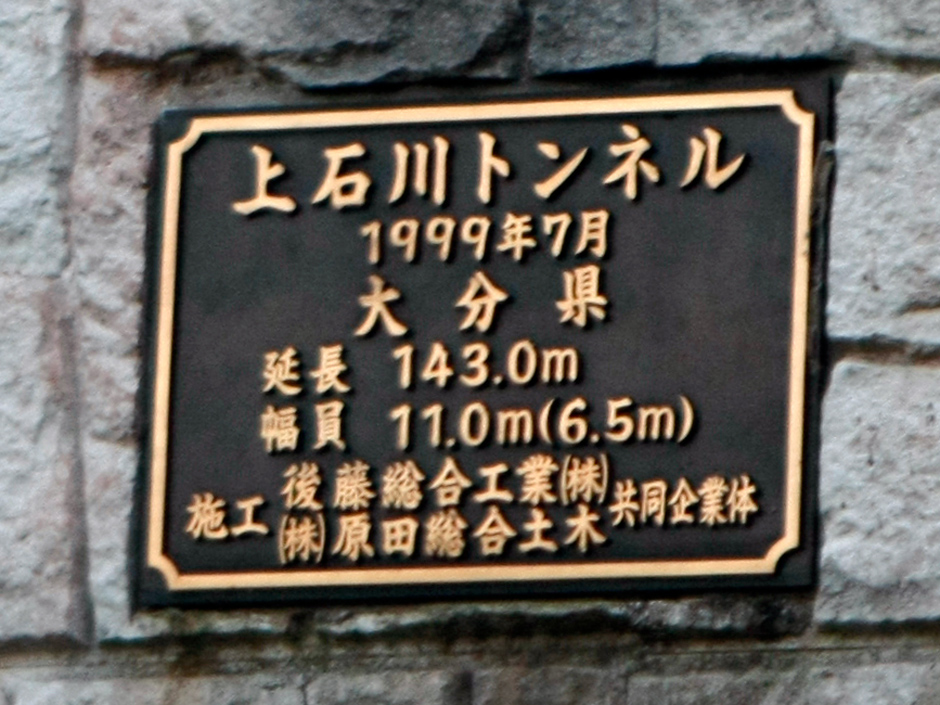 上石川トンネル
1999年7月
大分県
延長 143.0m
幅員 11.0m(6.5m)
施工 後藤総合工業㈱ 共同企業体
㈱原田総合土木